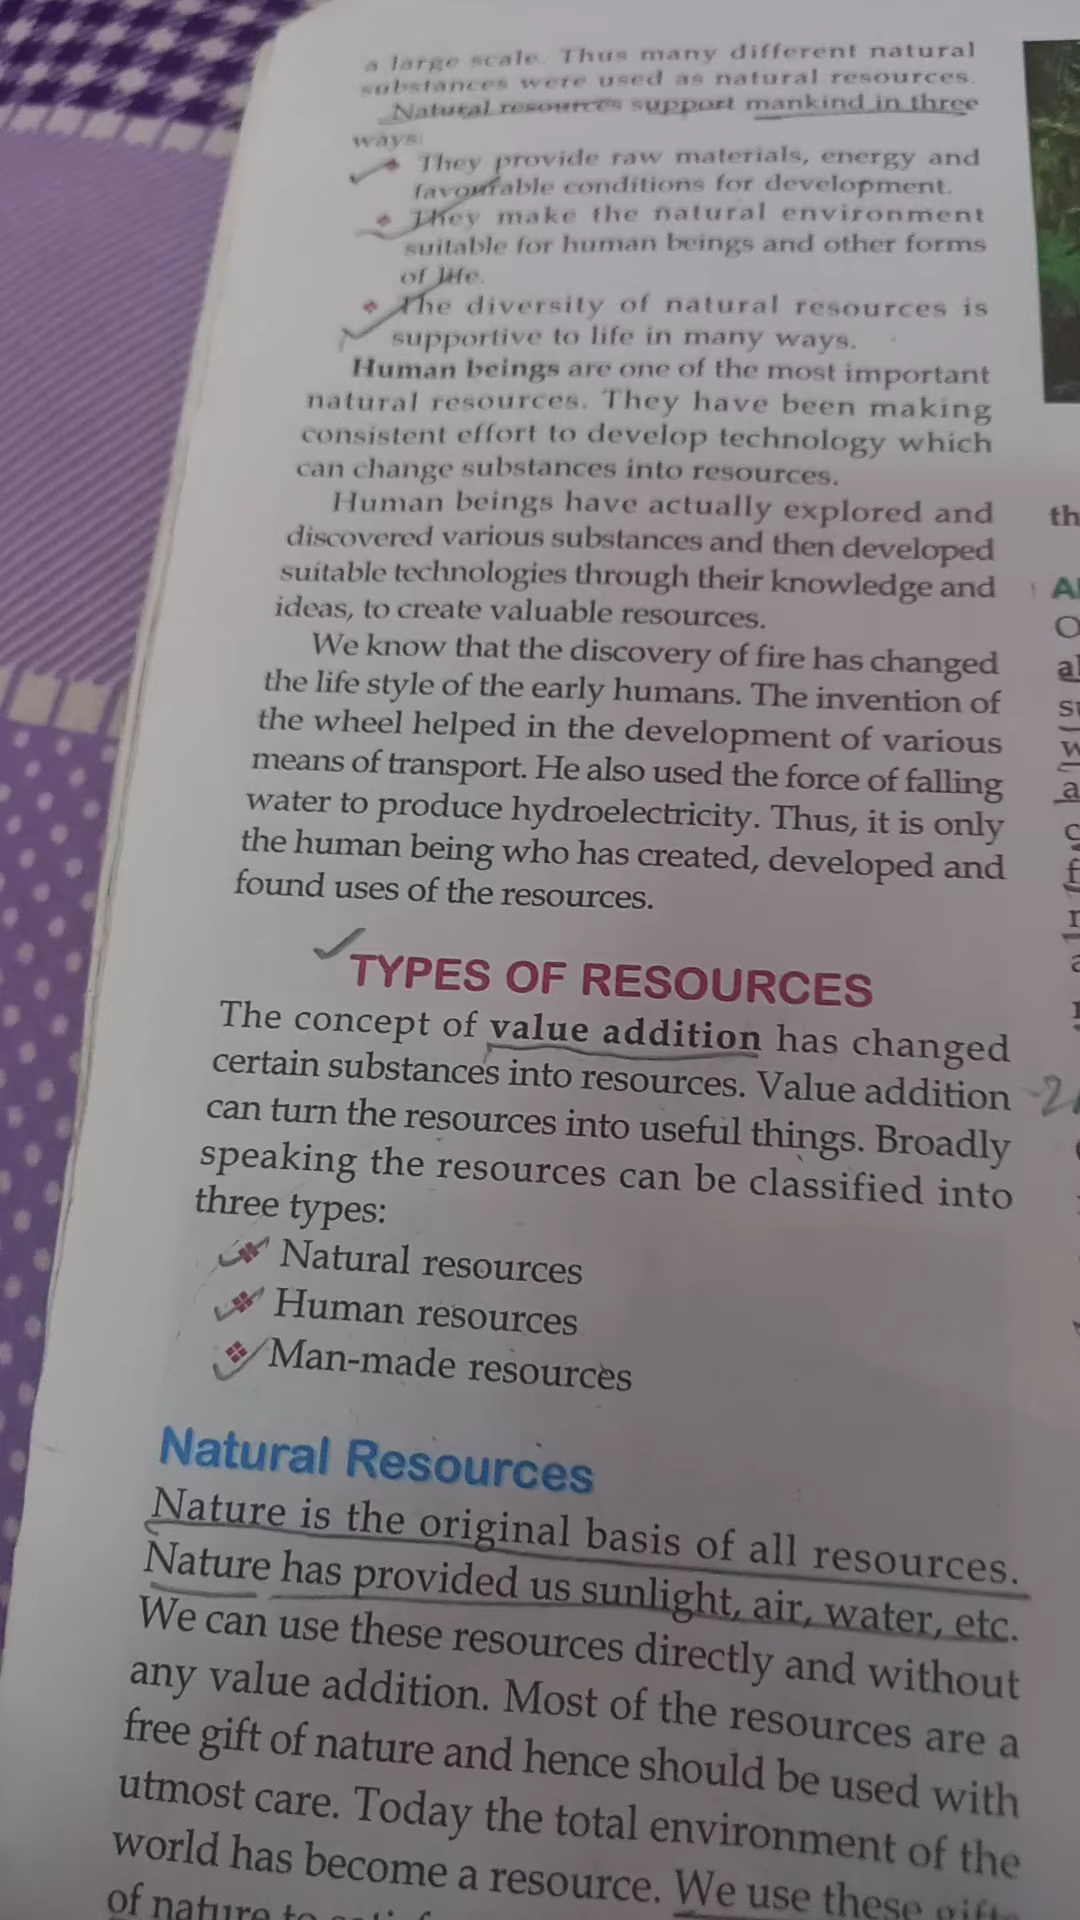 a large scale. Thus many different natural
substances were used as natural resources.
Natural resources support mankind in three
ways:
They provide raw materials, energy and
favourable conditions for development.
They make the natural environment
suitable for human beings and other forms
of life.
The diversity of natural resources is
supportive to life in many ways.
Human beings are one of the most important
natural resources. They have been making
consistent effort to develop technology which
can change substances into resources.
Human beings have actually explored and
discovered various substances and then developed
suitable technologies through their knowledge and
ideas, to create valuable resources.
We know that the discovery of fire has changed
the life style of the early humans. The invention of
the wheel helped in the development of various
means of transport. He also used the force of falling
water to produce hydroelectricity. Thus, it is only
the human being who has created, developed and
found uses of the resources.
TYPES OF RESOURCES
The concept of value addition has changed
certain substances into resources. Value addition
can turn the resources into useful things. Broadly
speaking the resources can be classified into
three types:
Natural resources
Human resources
Man-made resources
Natural Resources
Nature is the original basis of all resources.
Nature has provided us sunlight, air, water, etc.
We can use these resources directly and without
any value addition. Most of the resources are a
free gift of nature and hence should be used with
utmost care. Today the total environment of the
world has become a resource. We use these gifts
of nature to